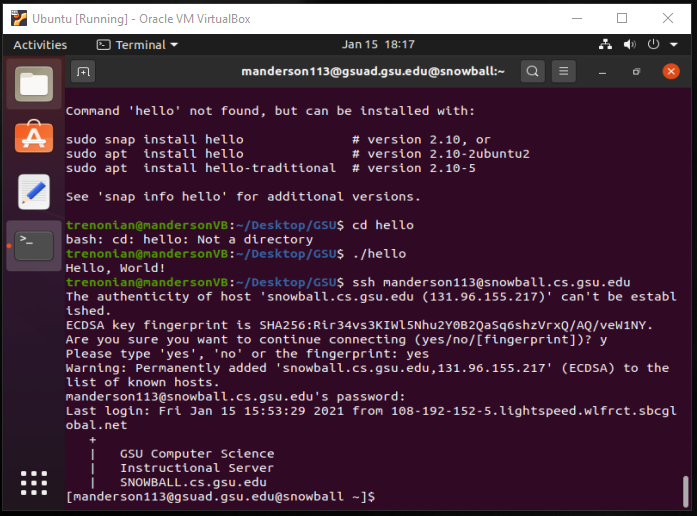 Ubuntu [Running] - Oracle VM VirtualBox
Activities Terminal Jan 15 18:17
manderson113@gsuad.gsu.edu@snowball:~
Command 'hello' not found, but can be installed with:
sudo snap install hello # version 2.10, or
sudo apt install hello # version 2.10-2ubuntu2
sudo apt install hello-traditional # version 2.10-5
See 'snap info hello' for additional versions.
trenonian@mandersonVB:~/Desktop/GSU$ cd hello
bash: cd: hello: Not a directory
trenonian@mandersonVB:~/Desktop/GSU$ ./hello
Hello, World!
trenonian@mandersonVB:~/Desktop/GSU$ ssh manderson113@snowball.cs.gsu.edu
The authenticity of host 'snowball.cs.gsu.edu (131.96.155.217)' can't be establ
ished.
ECDSA key fingerprint is SHA256:Rir34vs3KIWl5Nhu2Y0B2QaSq6shzVrxQ/AQ/veW1NY.
Are you sure you want to continue connecting (yes/no/[fingerprint])? y
Please type 'yes', 'no' or the fingerprint: yes
Warning: Permanently added 'snowball.cs.gsu.edu,131.96.155.217' (ECDSA) to the
list of known hosts.
manderson113@snowball.cs.gsu.edu's password:
Last login: Fri Jan 15 15:53:29 2021 from 108-192-152-5.lightspeed.wlfrct.sbcgl
obal.net
+
| GSU Computer Science
| Instructional Server
| SNOWBALL.cs.gsu.edu
[manderson113@gsuad.gsu.edu@snowball ~]$